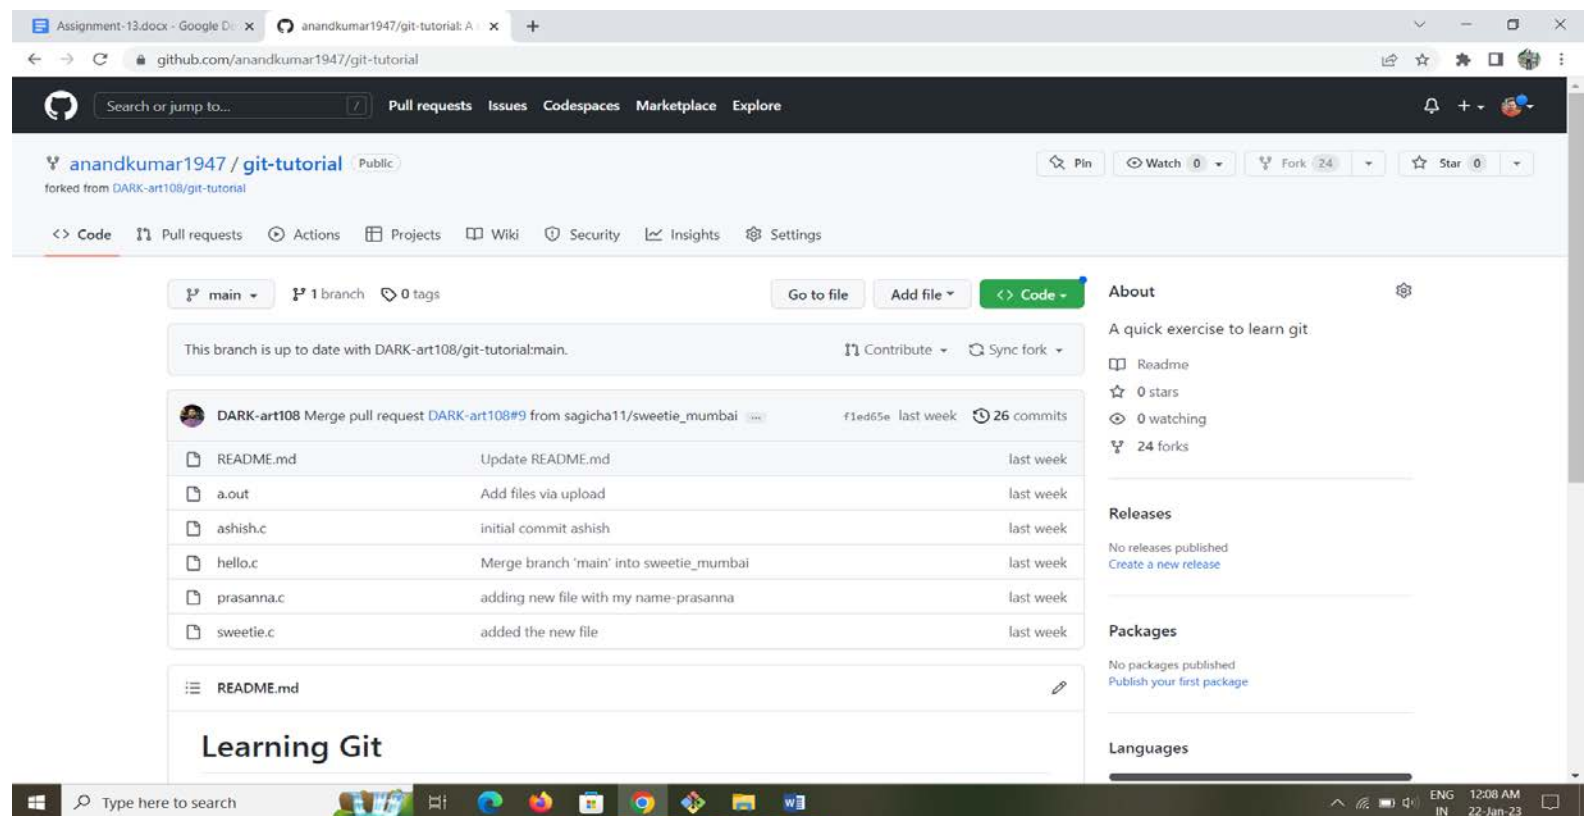 Assignment-13.docx - Google Do
anandkumar1947/git-tutorial: A
github.com/anandkumar1947/git-tutorial
Search or jump to... /
Pull requests Issues Codespaces Marketplace Explore
anandkumar1947 / git-tutorial Public
Pin Watch 0 Fork 24 Star 0
forked from DARK-art108/git-tutorial
<> Code Pull requests Actions Projects Wiki Security Insights Settings
main 1 branch 0 tags Go to file Add file <> Code
This branch is up to date with DARK-art108/git-tutorial:main. Contribute Sync fork
DARK-art108 Merge pull request DARK-art108#9 from sagicha11/sweetie_mumbai ... f1ed65e last week 26 commits
README.md Update README.md last week
a.out Add files via upload last week
ashish.c initial commit ashish last week
hello.c Merge branch 'main' into sweetie_mumbai last week
prasanna.c adding new file with my name-prasanna last week
sweetie.c added the new file last week
README.md
Learning Git
About
A quick exercise to learn git
Readme
0 stars
0 watching
24 forks
Releases
No releases published
Create a new release
Packages
No packages published
Publish your first package
Languages
Type here to search
ENG
IN
12:08 AM
22-Jan-23